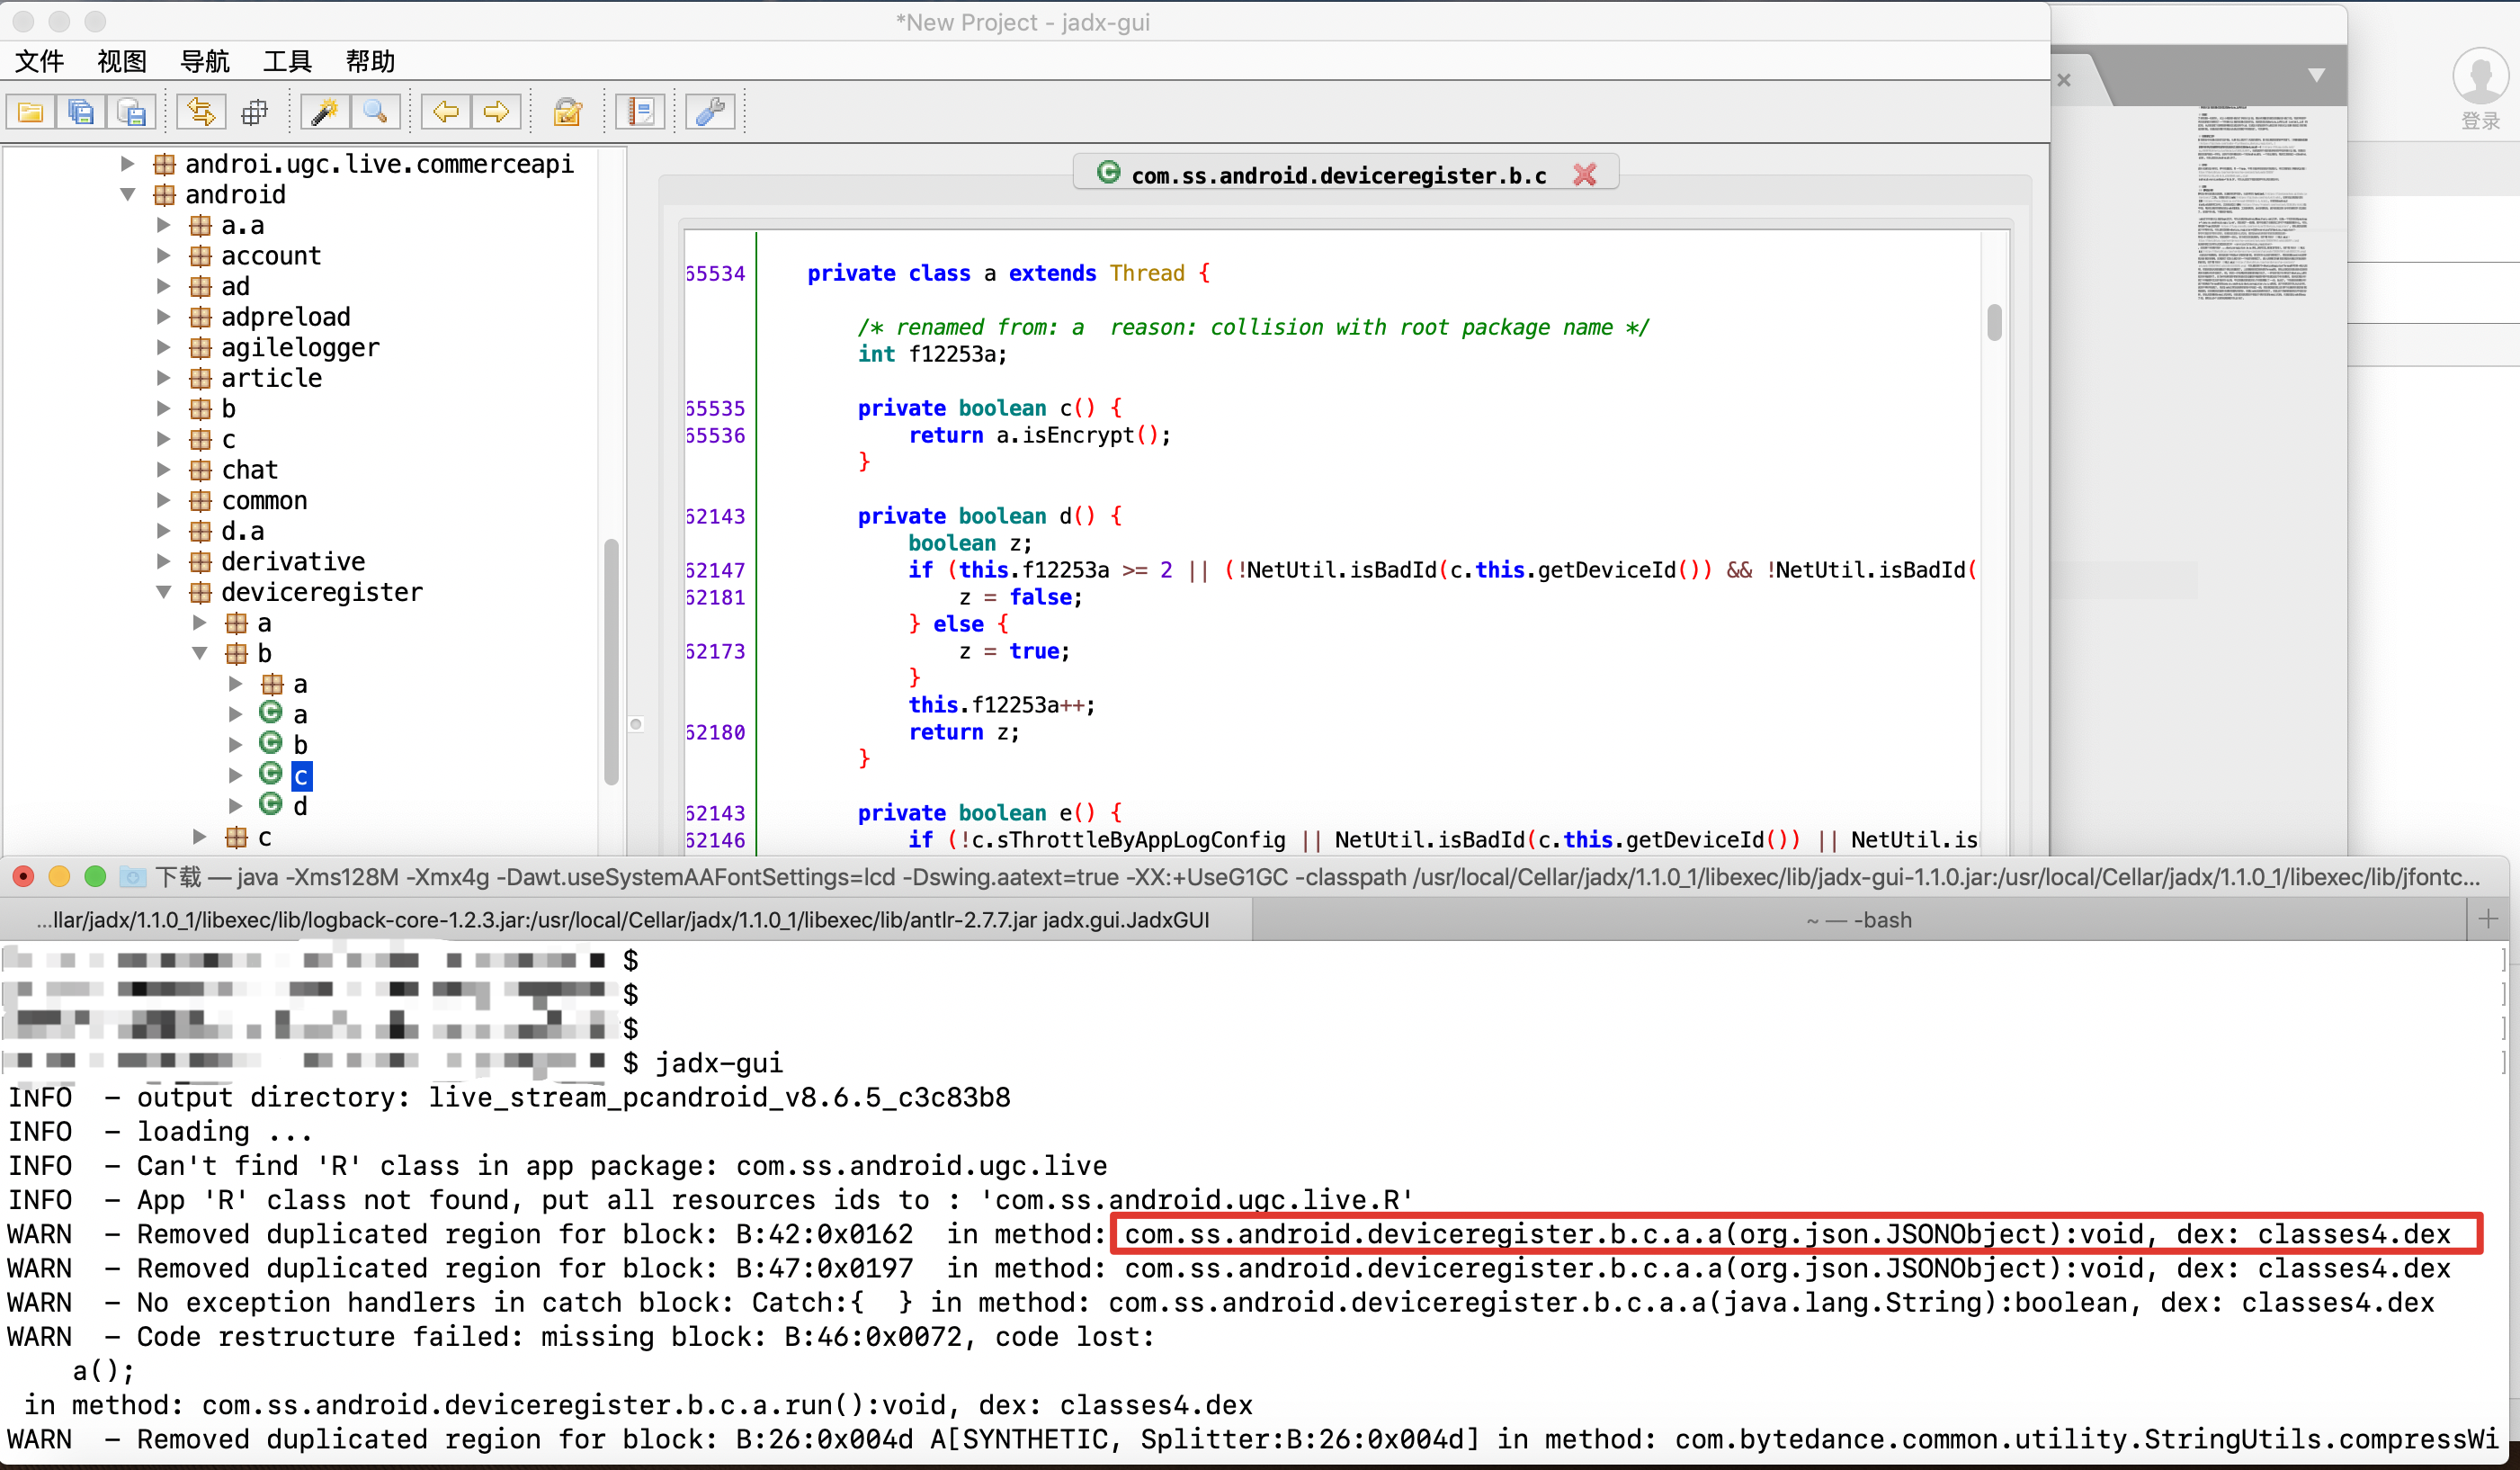 *New Project - jadx-gui
文件 视图 导航 工具 帮助
登录
androi.ugc.live.commerceapi
android
a.a
account
ad
adpreload
agilelogger
article
b
c
chat
common
d.a
derivative
deviceregister
a
b
a
a
b
c
d
c
com.ss.android.deviceregister.b.c
65534 private class a extends Thread {
/* renamed from: a  reason: collision with root package name */
int f12253a;
65535 private boolean c() {
65536 return a.isEncrypt();
}
62143 private boolean d() {
boolean z;
62147 if (this.f12253a >= 2 || (!NetUtil.isBadId(c.this.getDeviceId()) && !NetUtil.isBadId(
62181 z = false;
} else {
62173 z = true;
}
this.f12253a++;
62180 return z;
}
62143 private boolean e() {
62146 if (!c.sThrottleByAppLogConfig || NetUtil.isBadId(c.this.getDeviceId()) || NetUtil.is
下载 — java -Xms128M -Xmx4g -Dawt.useSystemAAFontSettings=lcd -Dswing.aatext=true -XX:+UseG1GC -classpath /usr/local/Cellar/jadx/1.1.0_1/libexec/lib/jadx-gui-1.1.0.jar:/usr/local/Cellar/jadx/1.1.0_1/libexec/lib/jfontc...
...llar/jadx/1.1.0_1/libexec/lib/logback-core-1.2.3.jar:/usr/local/Cellar/jadx/1.1.0_1/libexec/lib/antlr-2.7.7.jar jadx.gui.JadxGUI
~ — -bash
$
$
$
$ jadx-gui
INFO  - output directory: live_stream_pcandroid_v8.6.5_c3c83b8
INFO  - loading ...
INFO  - Can't find 'R' class in app package: com.ss.android.ugc.live
INFO  - App 'R' class not found, put all resources ids to : 'com.ss.android.ugc.live.R'
WARN  - Removed duplicated region for block: B:42:0x0162  in method: com.ss.android.deviceregister.b.c.a.a(org.json.JSONObject):void, dex: classes4.dex
WARN  - Removed duplicated region for block: B:47:0x0197  in method: com.ss.android.deviceregister.b.c.a.a(org.json.JSONObject):void, dex: classes4.dex
WARN  - No exception handlers in catch block: Catch:{  } in method: com.ss.android.deviceregister.b.c.a.a(java.lang.String):boolean, dex: classes4.dex
WARN  - Code restructure failed: missing block: B:46:0x0072, code lost:
a();
in method: com.ss.android.deviceregister.b.c.a.run():void, dex: classes4.dex
WARN  - Removed duplicated region for block: B:26:0x004d A[SYNTHETIC, Splitter:B:26:0x004d] in method: com.bytedance.common.utility.StringUtils.compressWi